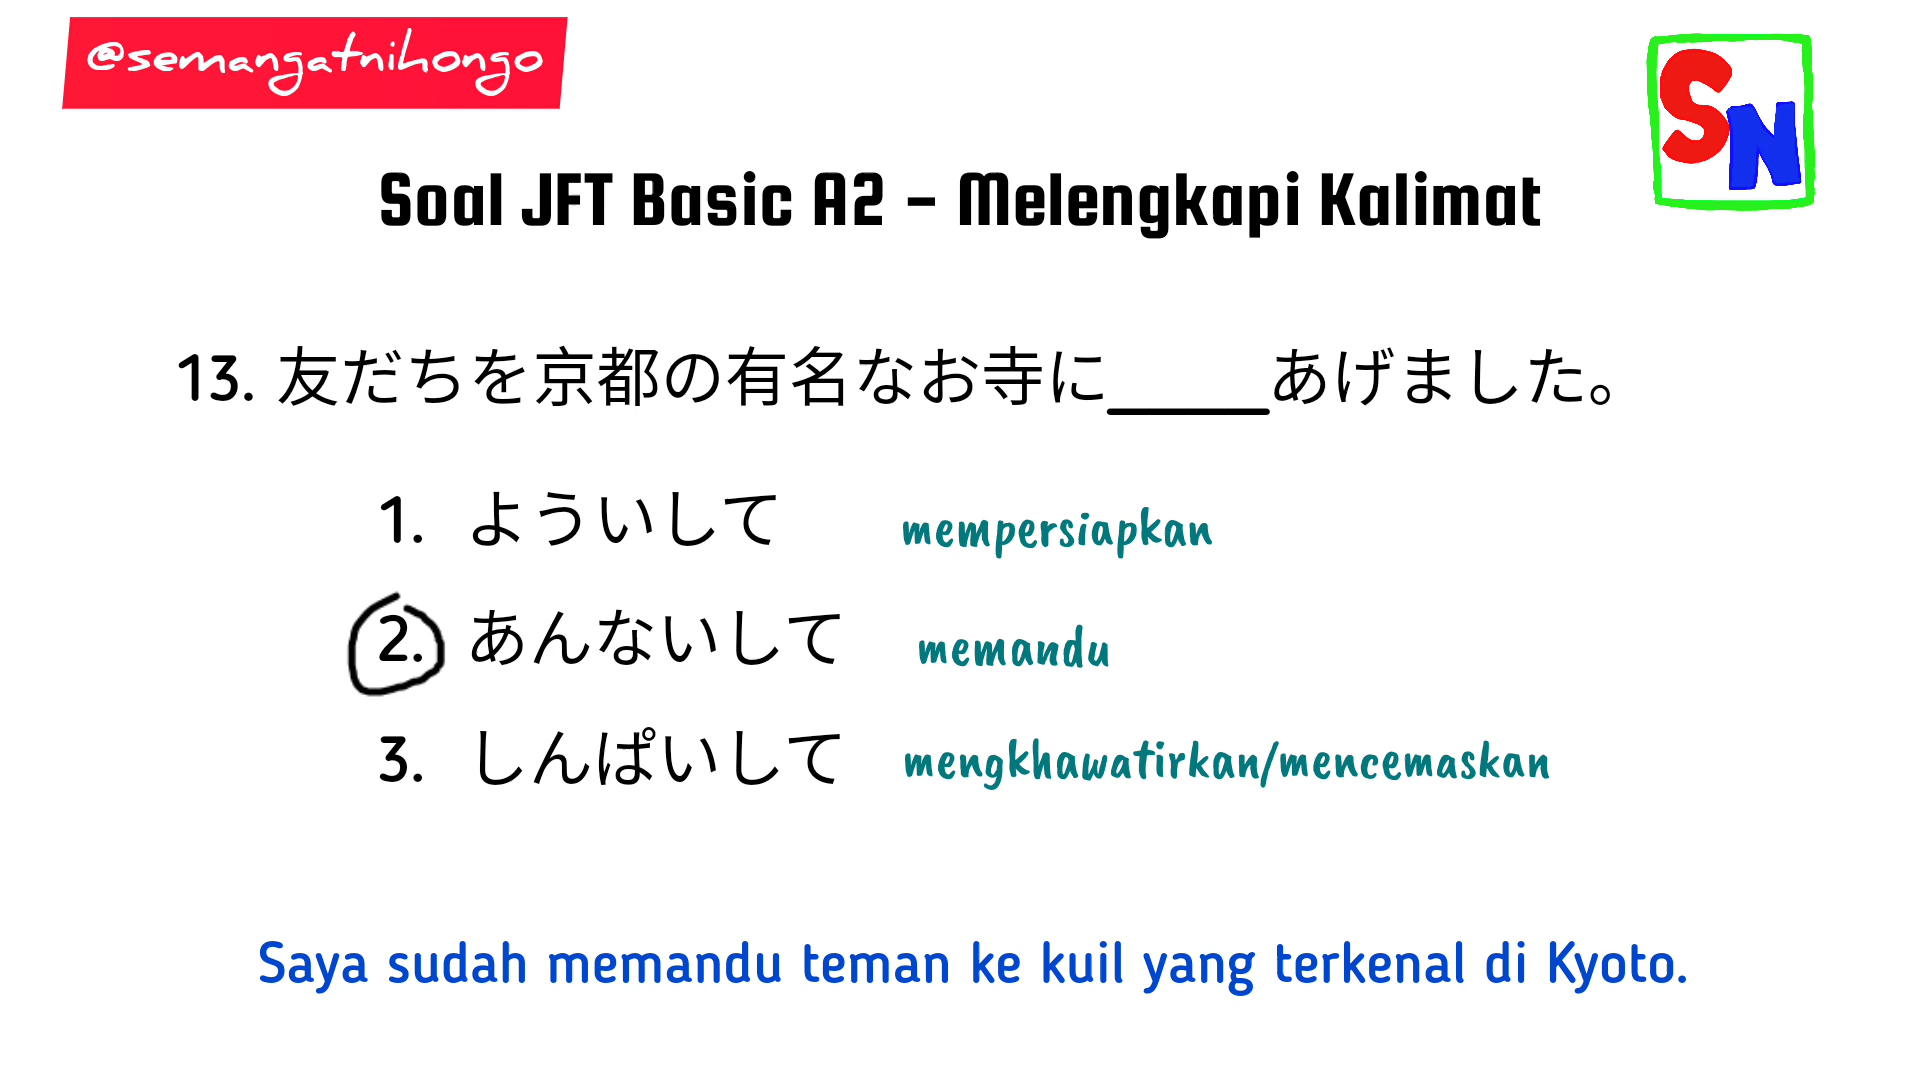 @semangatnihongo
SN
Soal JFT Basic A2 - Melengkapi Kalimat
13. 友だちを京都の有名なお寺に_____あげました。
1. よういして mempersiapkan
2. あんないして memandu
3. しんぱいして mengkhawatirkan/mencemaskan
Saya sudah memandu teman ke kuil yang terkenal di Kyoto.